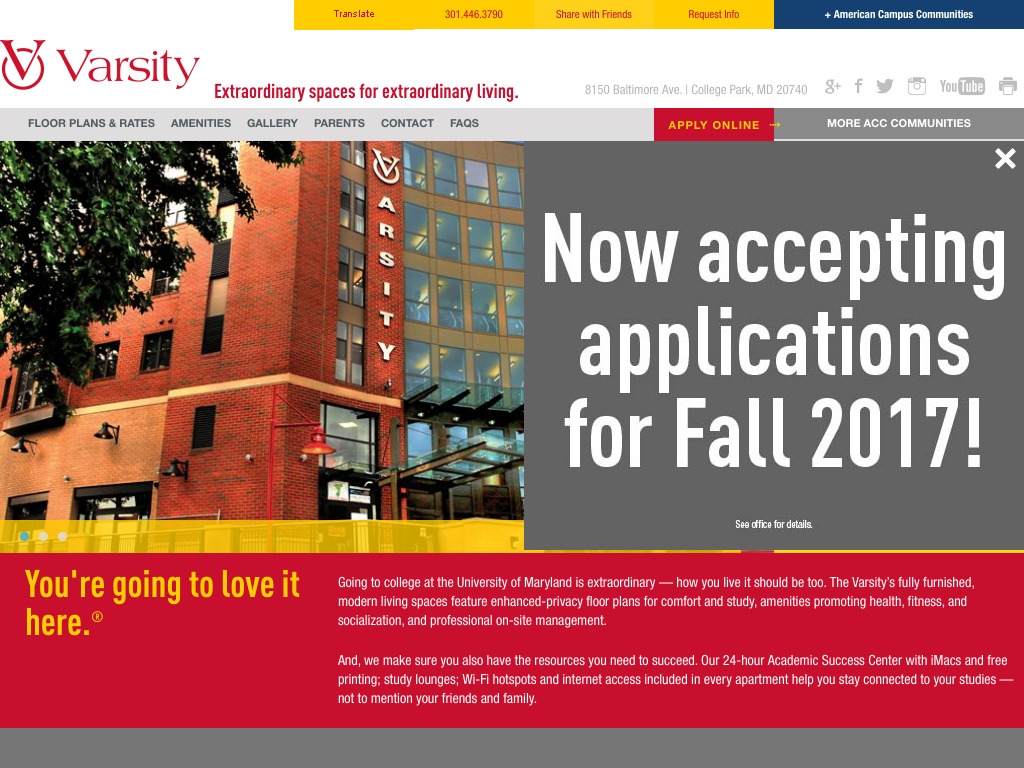 Translate
301.446.3790
Share with Friends
Request Info
+ American Campus Communities
Varsity
Extraordinary spaces for extraordinary living.
8150 Baltimore Ave. | College Park, MD 20740
g+
f
You Tube
FLOOR PLANS & RATES
AMENITIES
GALLERY
PARENTS
CONTACT
FAQS
APPLY ONLINE →
MORE ACC COMMUNITIES
VARSITY
Now accepting
applications
for Fall 2017!
See office for details.
You're going to love it
here.®
Going to college at the University of Maryland is extraordinary — how you live it should be too. The Varsity's fully furnished,
modern living spaces feature enhanced-privacy floor plans for comfort and study, amenities promoting health, fitness, and
socialization, and professional on-site management.
And, we make sure you also have the resources you need to succeed. Our 24-hour Academic Success Center with iMacs and free
printing; study lounges; Wi-Fi hotspots and internet access included in every apartment help you stay connected to your studies —
not to mention your friends and family.